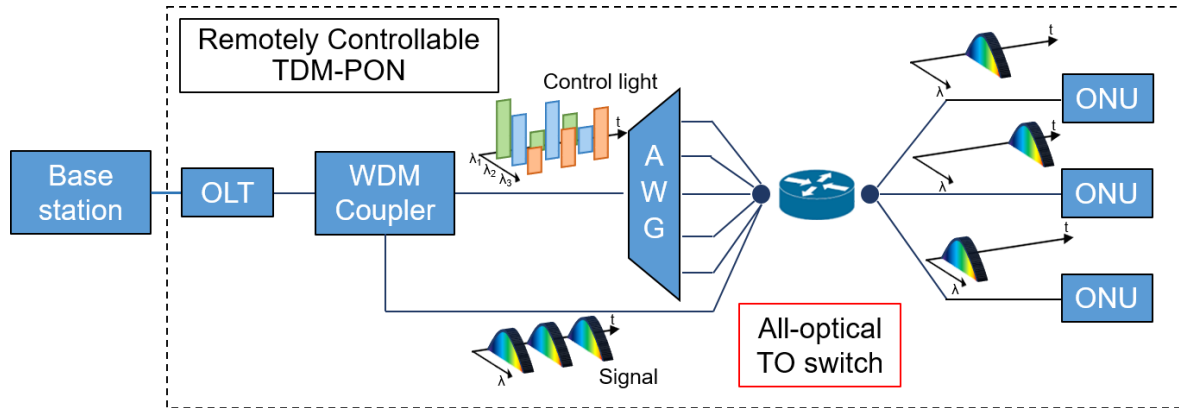 Remotely Controllable
TDM-PON
Control light
t
λ1
λ2
λ3
Base
station
OLT
WDM
Coupler
A
W
G
t
λ
ONU
t
λ
ONU
t
λ
ONU
t
λ
Signal
All-optical
TO switch